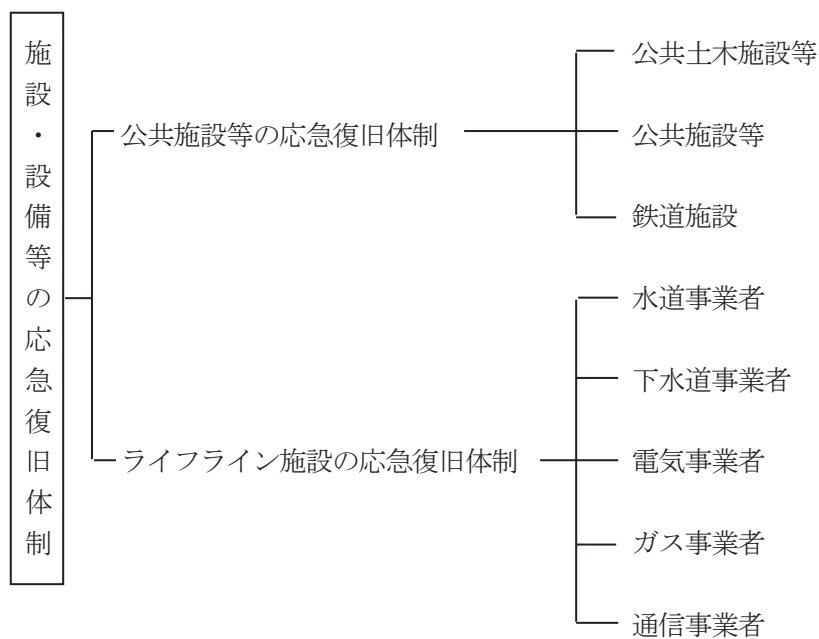 施設・設備等の応急復旧体制
公共施設等の応急復旧体制
公共土木施設等
公共施設等
鉄道施設
ライフライン施設の応急復旧体制
水道事業者
下水道事業者
電気事業者
ガス事業者
通信事業者